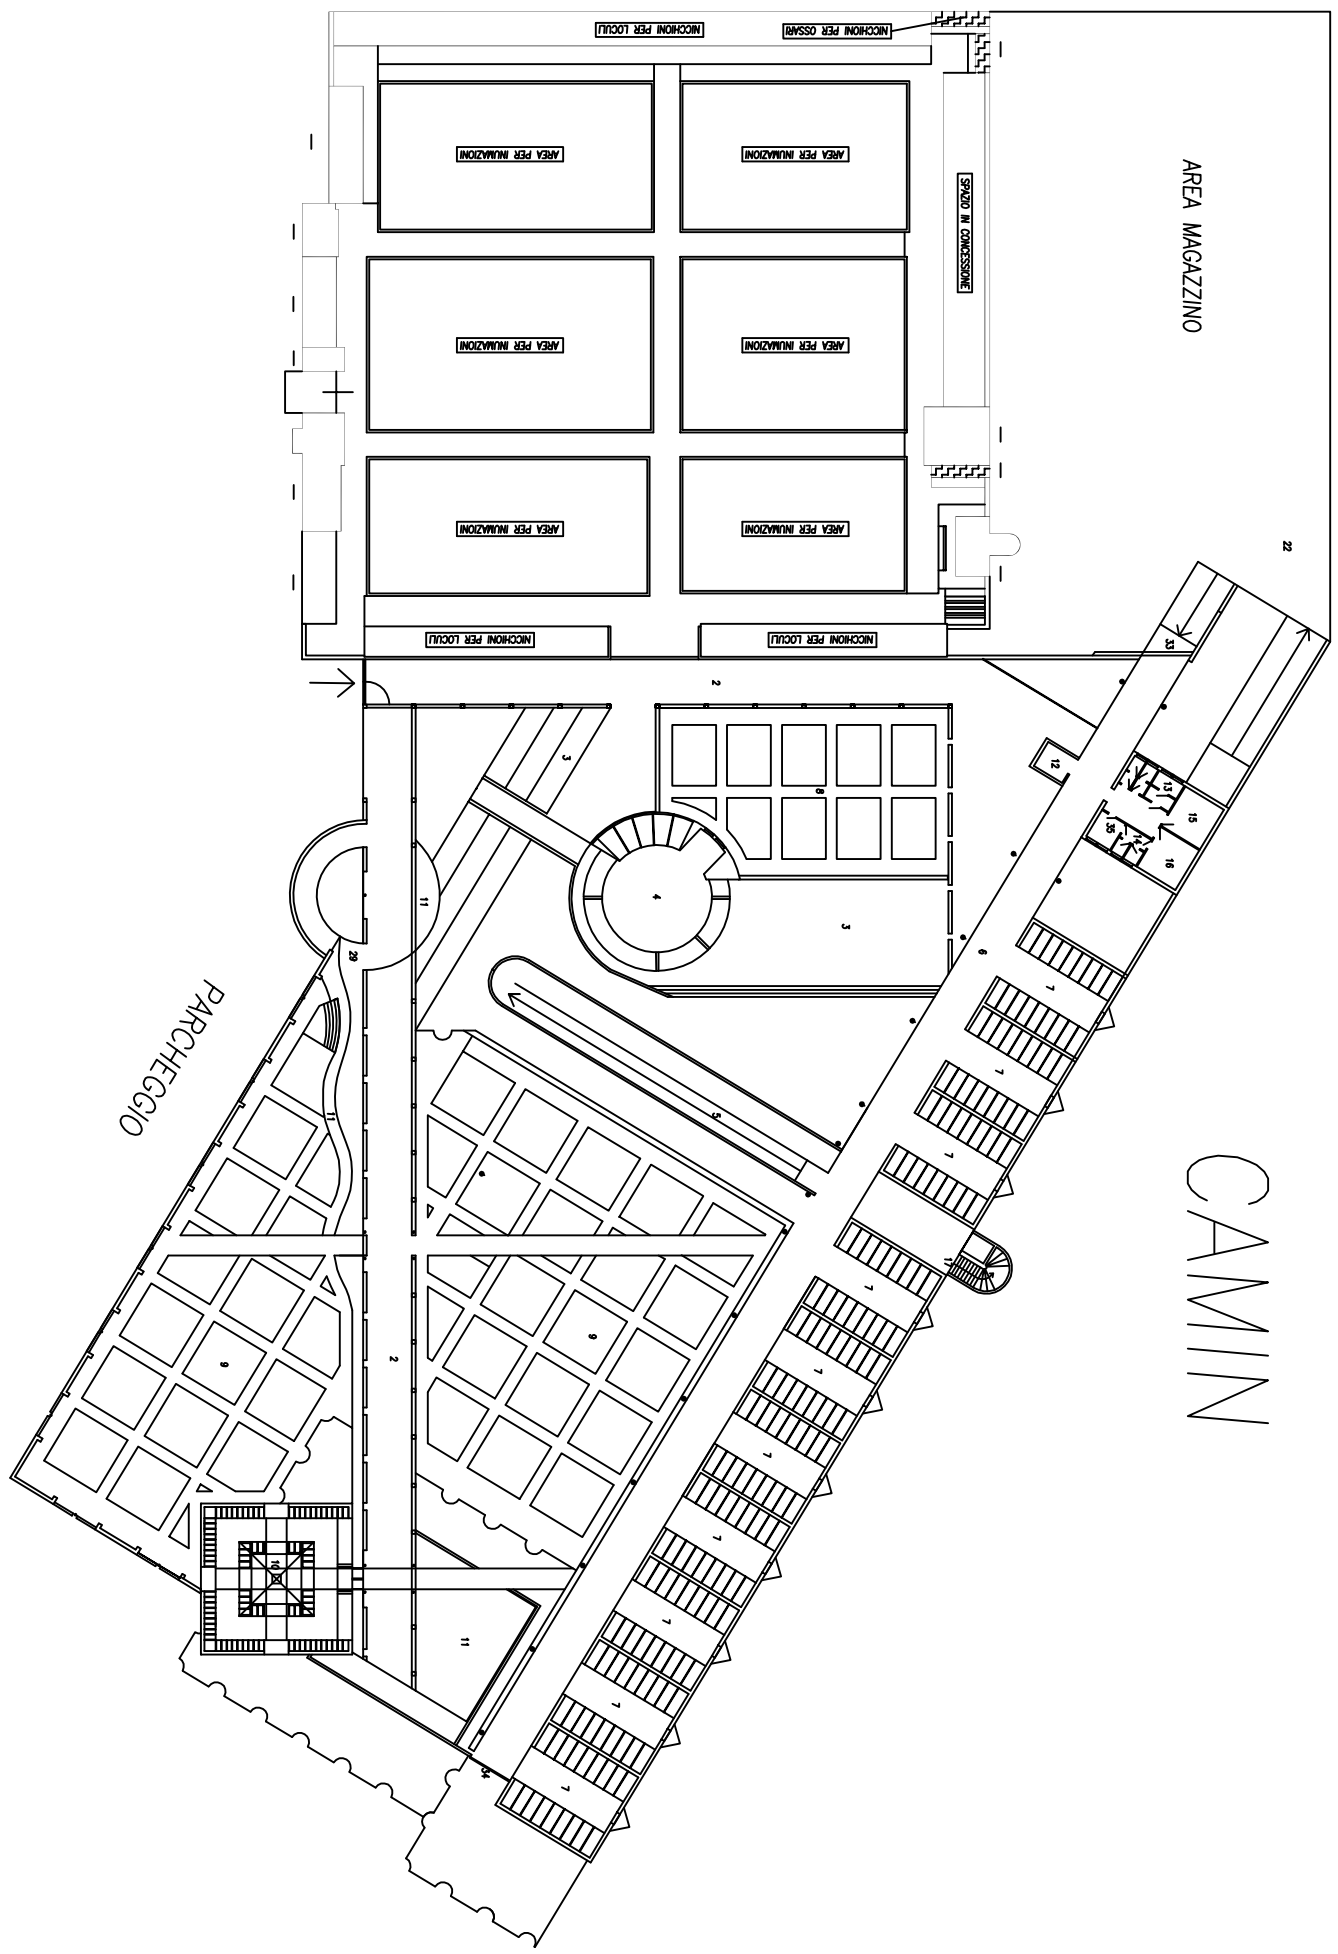 NICCHIONI PER LOCULI
NICCHIONI PER OSSARI
AREA PER INUMAZIONI
AREA PER INUMAZIONI
SPAZIO IN CONCESSIONE
AREA MAGAZZINO
AREA PER INUMAZIONI
AREA PER INUMAZIONI
AREA PER INUMAZIONI
AREA PER INUMAZIONI
22
NICCHIONI PER LOCULI
NICCHIONI PER LOCULI
33
2
3
12
13
8
15
35
14
16
4
11
3
6
29
7
PARCHEGGIO
7
11
5
7
CAMIN
17
7
9
9
2
7
7
7
10
7
11
7
34
7